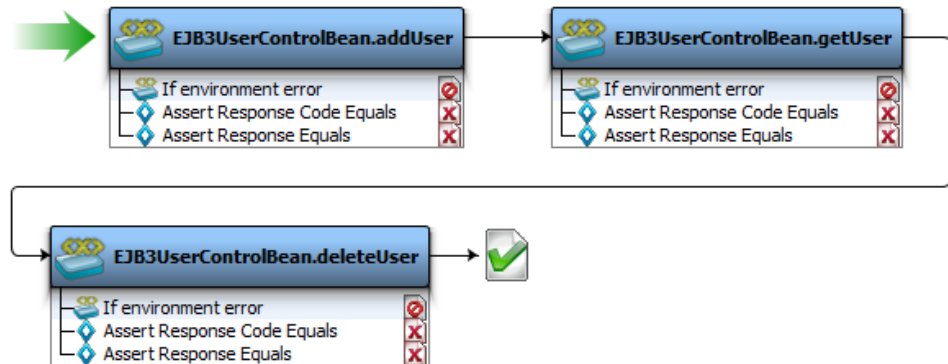 EJB3UserControlBean.addUser
If environment error
Assert Response Code Equals
Assert Response Equals
EJB3UserControlBean.getUser
If environment error
Assert Response Code Equals
Assert Response Equals
EJB3UserControlBean.deleteUser
If environment error
Assert Response Code Equals
Assert Response Equals